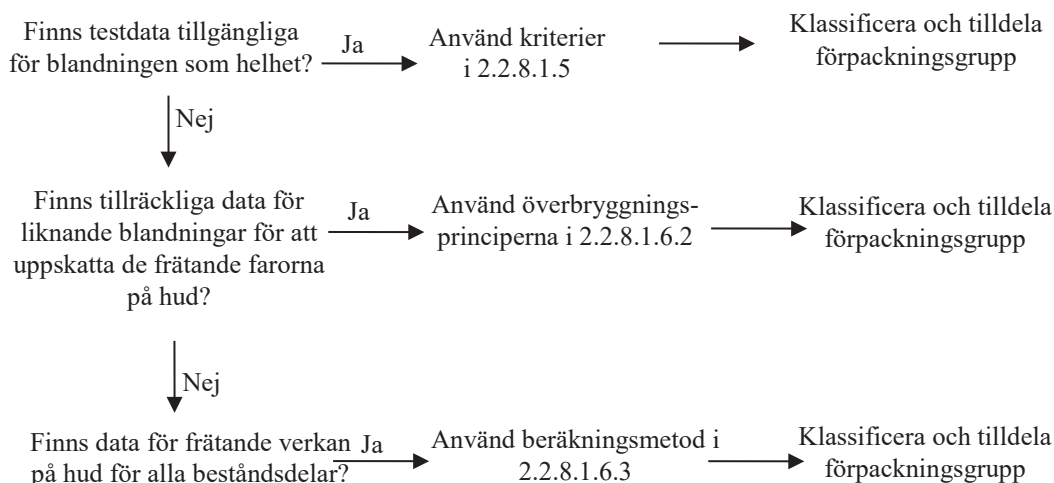 Finns testdata tillgängliga
för blandningen som helhet?
Ja
Använd kriterier
i 2.2.8.1.5
Klassificera och tilldela
förpackningsgrupp
Nej
Finns tillräckliga data för
liknande blandningar för att
uppskatta de frätande farorna
på hud?
Ja
Använd överbryggnings-
principerna i 2.2.8.1.6.2
Klassificera och tilldela
förpackningsgrupp
Nej
Finns data för frätande verkan
på hud för alla beståndsdelar?
Ja
Använd beräkningsmetod i
2.2.8.1.6.3
Klassificera och tilldela
förpackningsgrupp